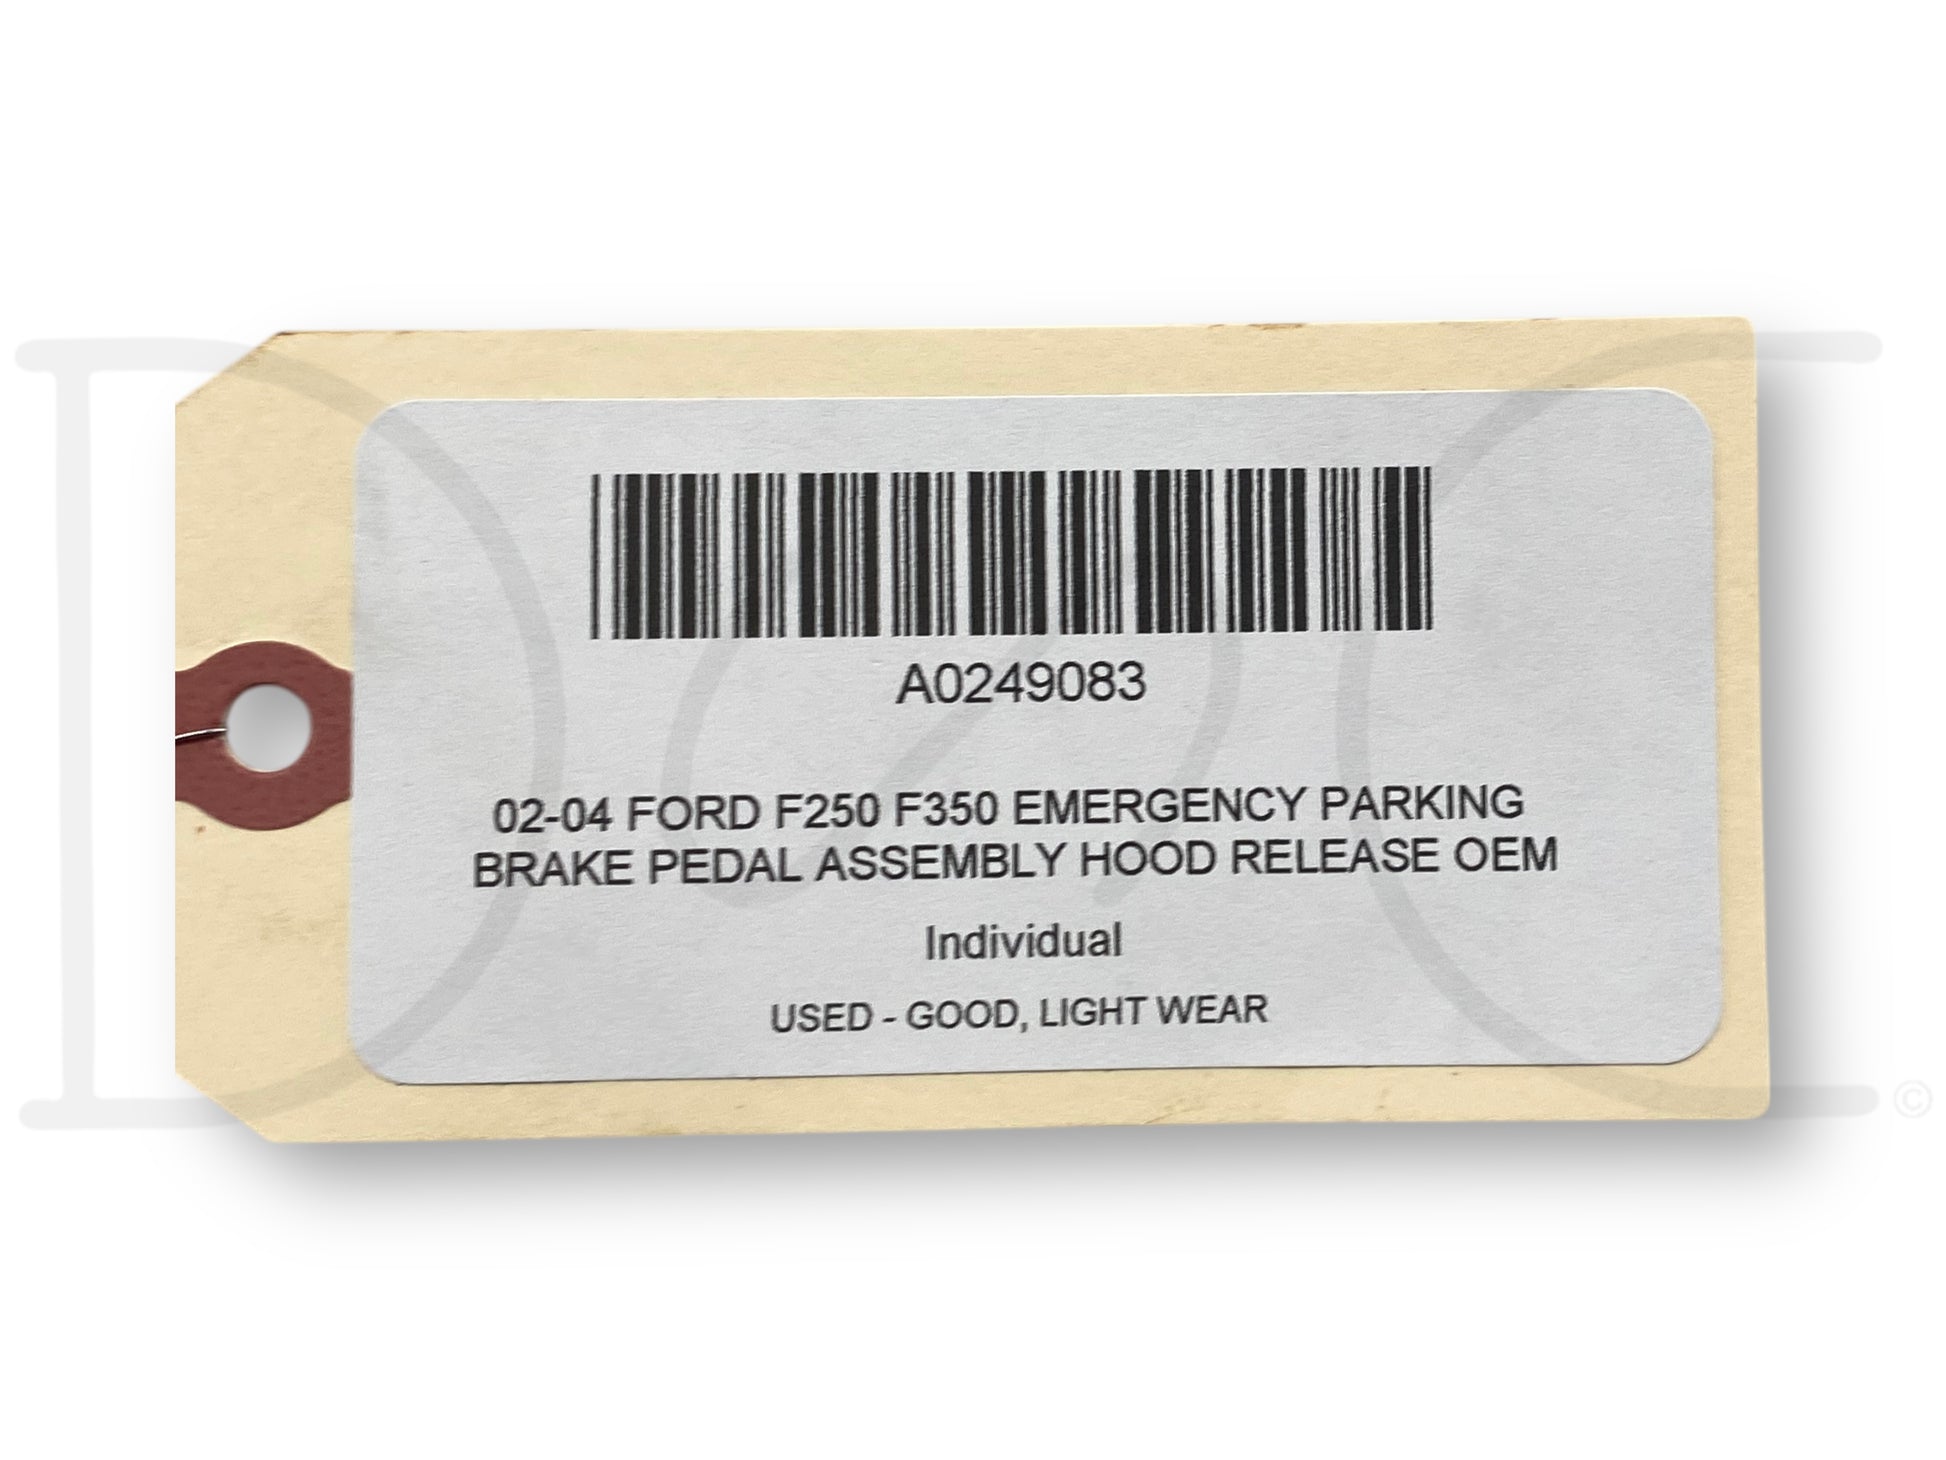 A0249083
02-04 FORD F250 F350 EMERGENCY PARKING
BRAKE PEDAL ASSEMBLY HOOD RELEASE OEM
Individual
USED - GOOD, LIGHT WEAR
©